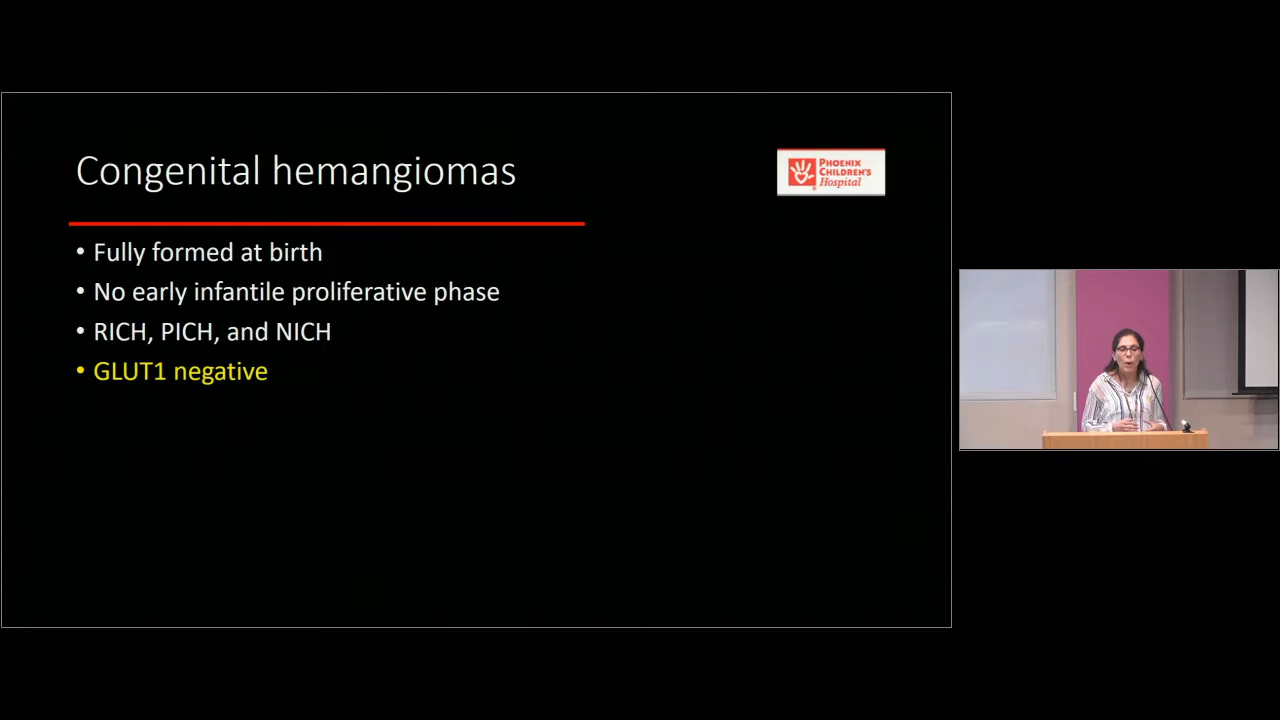 Congenital hemangiomas
PHOENIX
CHILDREN'S
Hospital
• Fully formed at birth
• No early infantile proliferative phase
• RICH, PICH, and NICH
• GLUT1 negative